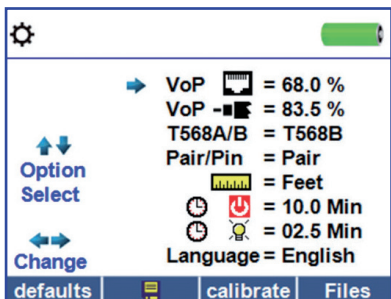 VoP = 68.0 %
VoP = 83.5 %
T568A/B = T568B
Pair/Pin = Pair
= Feet
= 10.0 Min
= 02.5 Min
Language = English
Option
Select
Change
defaults calibrate Files